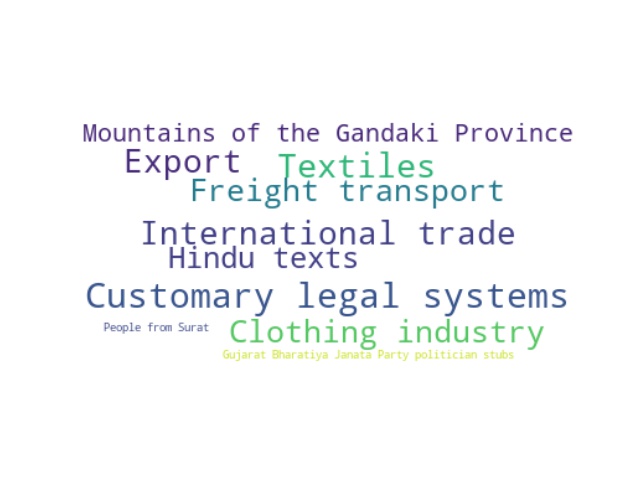 Mountains of the Gandaki Province
Export
Textiles
Freight transport
International trade
Hindu texts
Customary legal systems
People from Surat
Clothing industry
Gujarat Bharatiya Janata Party politician stubs